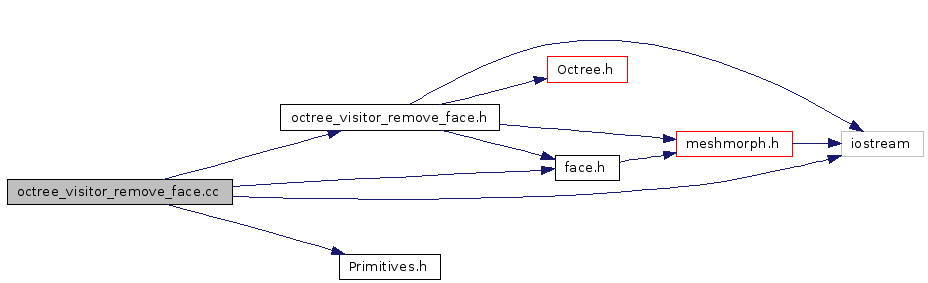 Octree.h
octree_visitor_remove_face.h
meshmorph.h
iostream
face.h
octree_visitor_remove_face.cc
Primitives.h